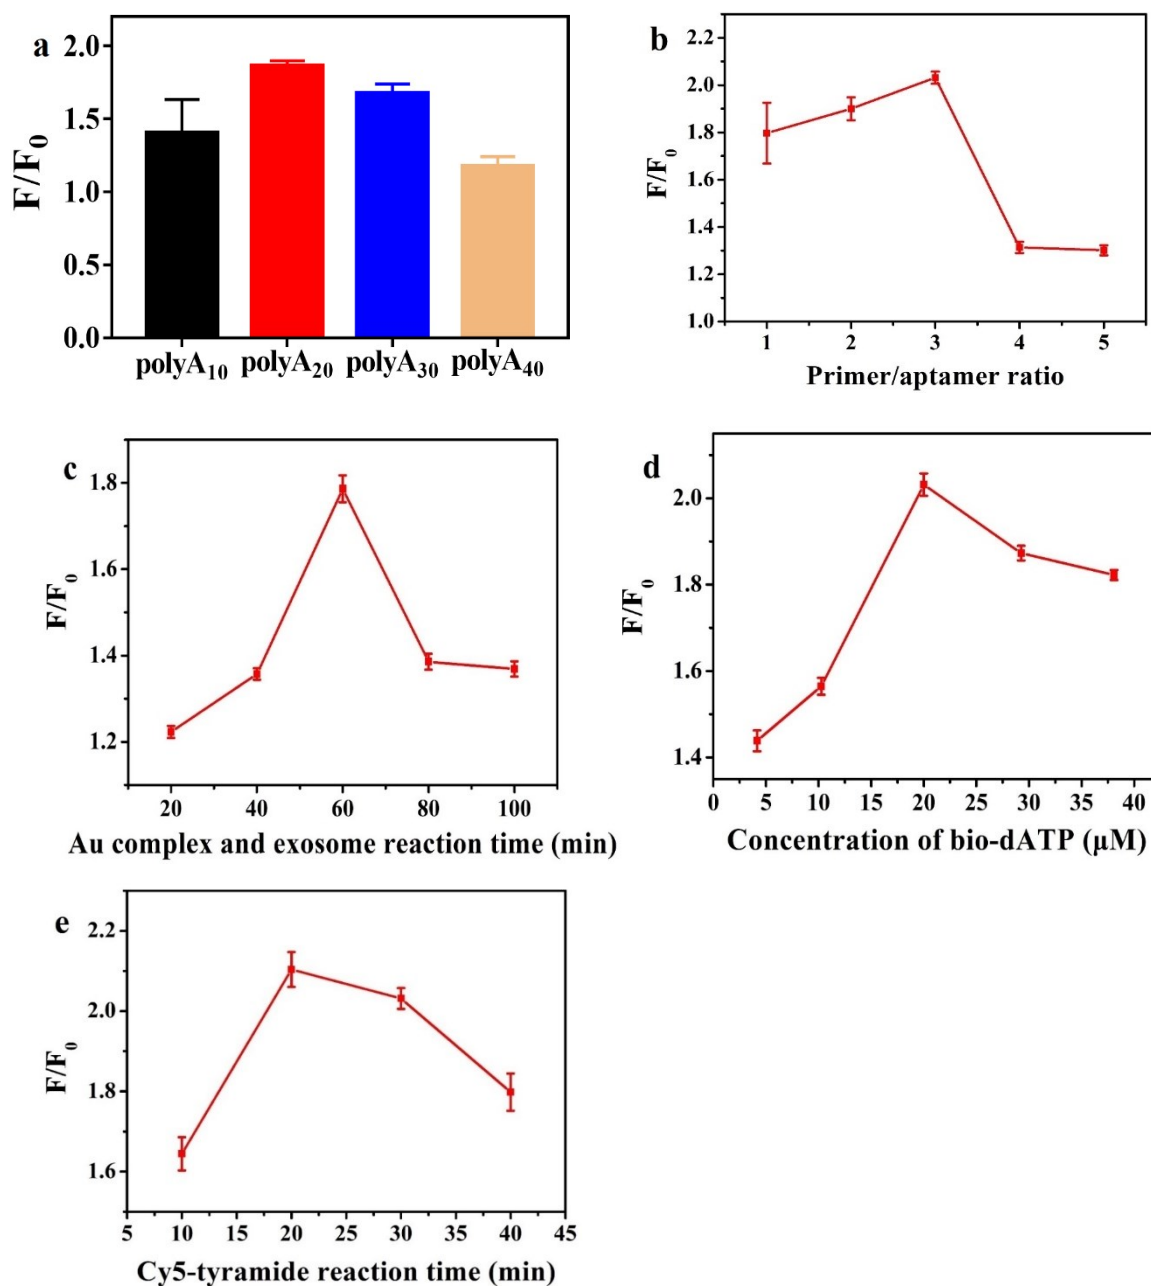 a
2.0
1.5
1.0
0.5
0.0
F/F0
polyA10 polyA20 polyA30 polyA40
b
2.2
2.0
1.8
1.6
1.4
1.2
1.0
F/F0
1 2 3 4 5
Primer/aptamer ratio
c
1.8
1.6
1.4
1.2
F/F0
20 40 60 80 100
Au complex and exosome reaction time (min)
d
2.0
1.8
1.6
1.4
F/F0
0 5 10 15 20 25 30 35 40
Concentration of bio-dATP (μM)
e
2.2
2.0
1.8
1.6
F/F0
5 10 15 20 25 30 35 40 45
Cy5-tyramide reaction time (min)